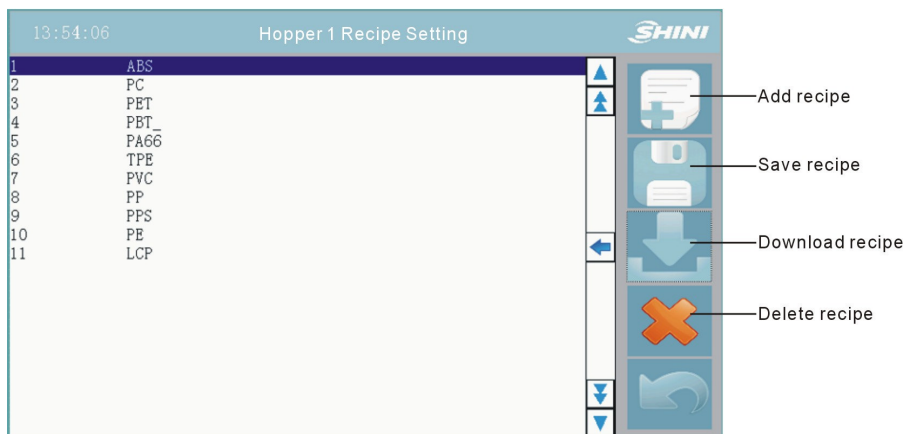 13:54:06 Hopper 1 Recipe Setting SHINI
1 ABS
2 PC
3 PET
4 PBT_
5 PA66
6 TPE
7 PVC
8 PP
9 PPS
10 PE
11 LCP
Add recipe
Save recipe
Download recipe
Delete recipe